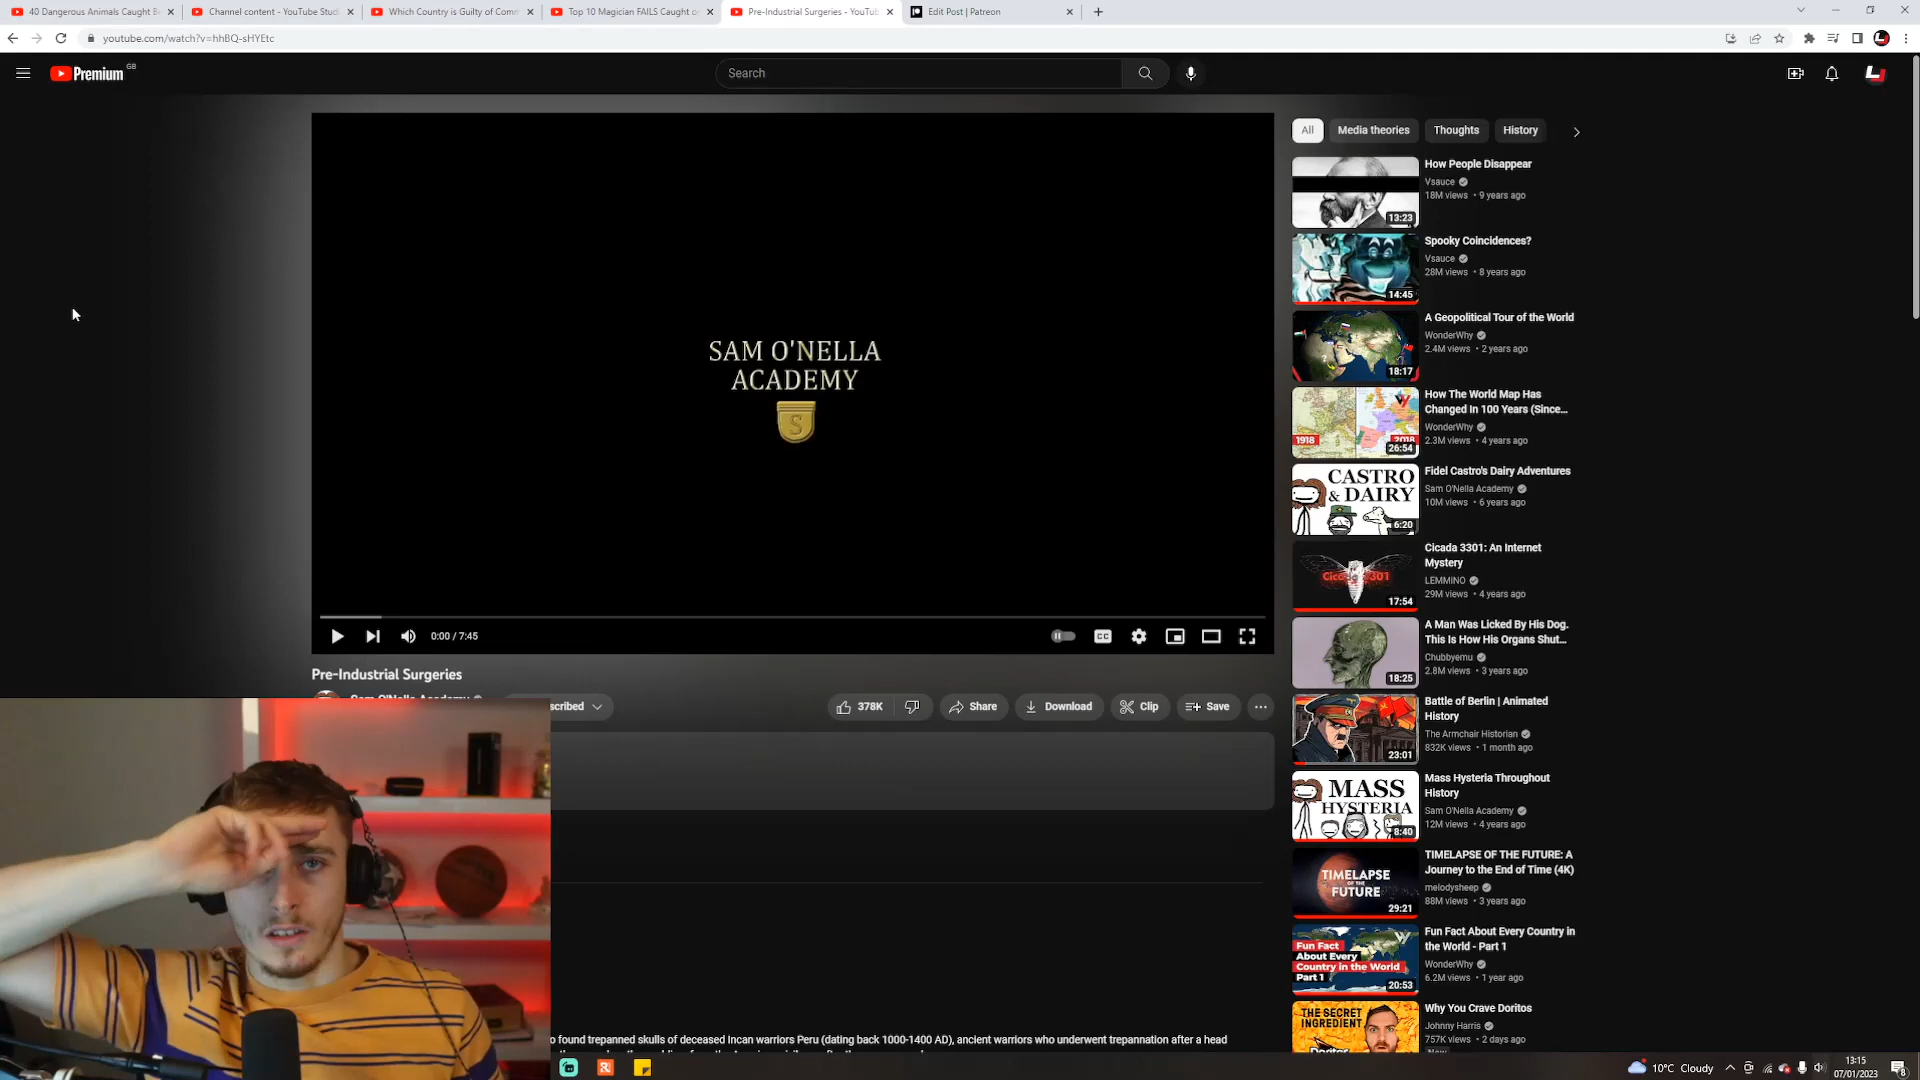 40 Dangerous Animals Caught B
Channel content - YouTube Stud
Which Country is Guilty of Com
Top 10 Magician FAILS Caught o
Pre-Industrial Surgeries - YouTub
Edit Post | Patreon
youtube.com/watch?v=hhBQ-sHYEtc
Premium GB
Search
SAM O'NELLA
ACADEMY
S
0:00 / 7:45
CC
Pre-Industrial Surgeries
Sam O'Nella Academy
scribed
378K
Share
Download
Clip
Save
o found trepanned skulls of deceased Incan warriors Peru (dating back 1000-1400 AD), ancient warriors who underwent trepannation after a head
All
Media theories
Thoughts
History
How People Disappear
Vsauce
18M views • 9 years ago
13:23
Spooky Coincidences?
Vsauce
28M views • 8 years ago
14:45
A Geopolitical Tour of the World
WonderWhy
2.4M views • 2 years ago
18:17
How The World Map Has
Changed In 100 Years (Since...
WonderWhy
2.3M views • 4 years ago
1918
2018
26:54
Fidel Castro's Dairy Adventures
Sam O'Nella Academy
10M views • 6 years ago
CASTRO
& DAIRY
6:20
Cicada 3301: An Internet
Mystery
LEMMiNO
29M views • 4 years ago
Cicada 3301
17:54
A Man Was Licked By His Dog.
This Is How His Organs Shut...
Chubbyemu
2.8M views • 3 years ago
18:25
Battle of Berlin | Animated
History
The Armchair Historian
832K views • 1 month ago
23:01
Mass Hysteria Throughout
History
Sam O'Nella Academy
12M views • 4 years ago
MASS
HYSTERIA
8:40
TIMELAPSE OF THE FUTURE: A
Journey to the End of Time (4K)
melodysheep
88M views • 3 years ago
TIMELAPSE
OF THE
FUTURE
29:21
Fun Fact About Every Country in
the World - Part 1
WonderWhy
6.2M views • 1 year ago
Fun Fact
About Every
Country in the World
Part 1
20:53
Why You Crave Doritos
Johnny Harris
757K views • 2 days ago
New
THE SECRET
INGREDIENT
Doritos
10°C Cloudy
13:15
07/01/2023
8